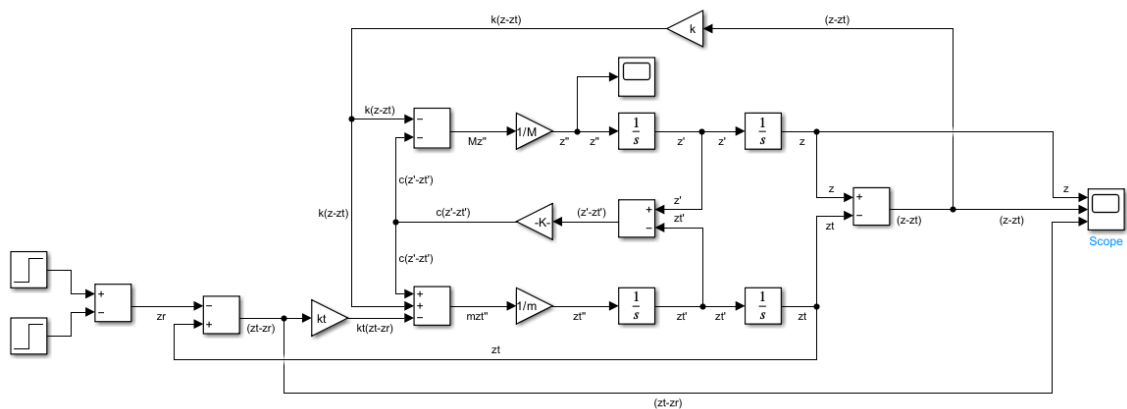 k(z-zt)
(z-zt)
k
k(z-zt)
−
−
Mz"
1/M
z"
z"
1
s
z'
z'
1
s
z
c(z'-zt')
z
+
−
zt
(z-zt)
(z-zt)
z
Scope
k(z-zt)
c(z'-zt')
-K-
(z'-zt')
+
−
z'
zt'
c(z'-zt')
+
−
zr
−
+
(zt-zr)
kt
kt(zt-zr)
+
+
−
mzt"
1/m
zt"
1
s
zt'
zt'
1
s
zt
zt
(zt-zr)